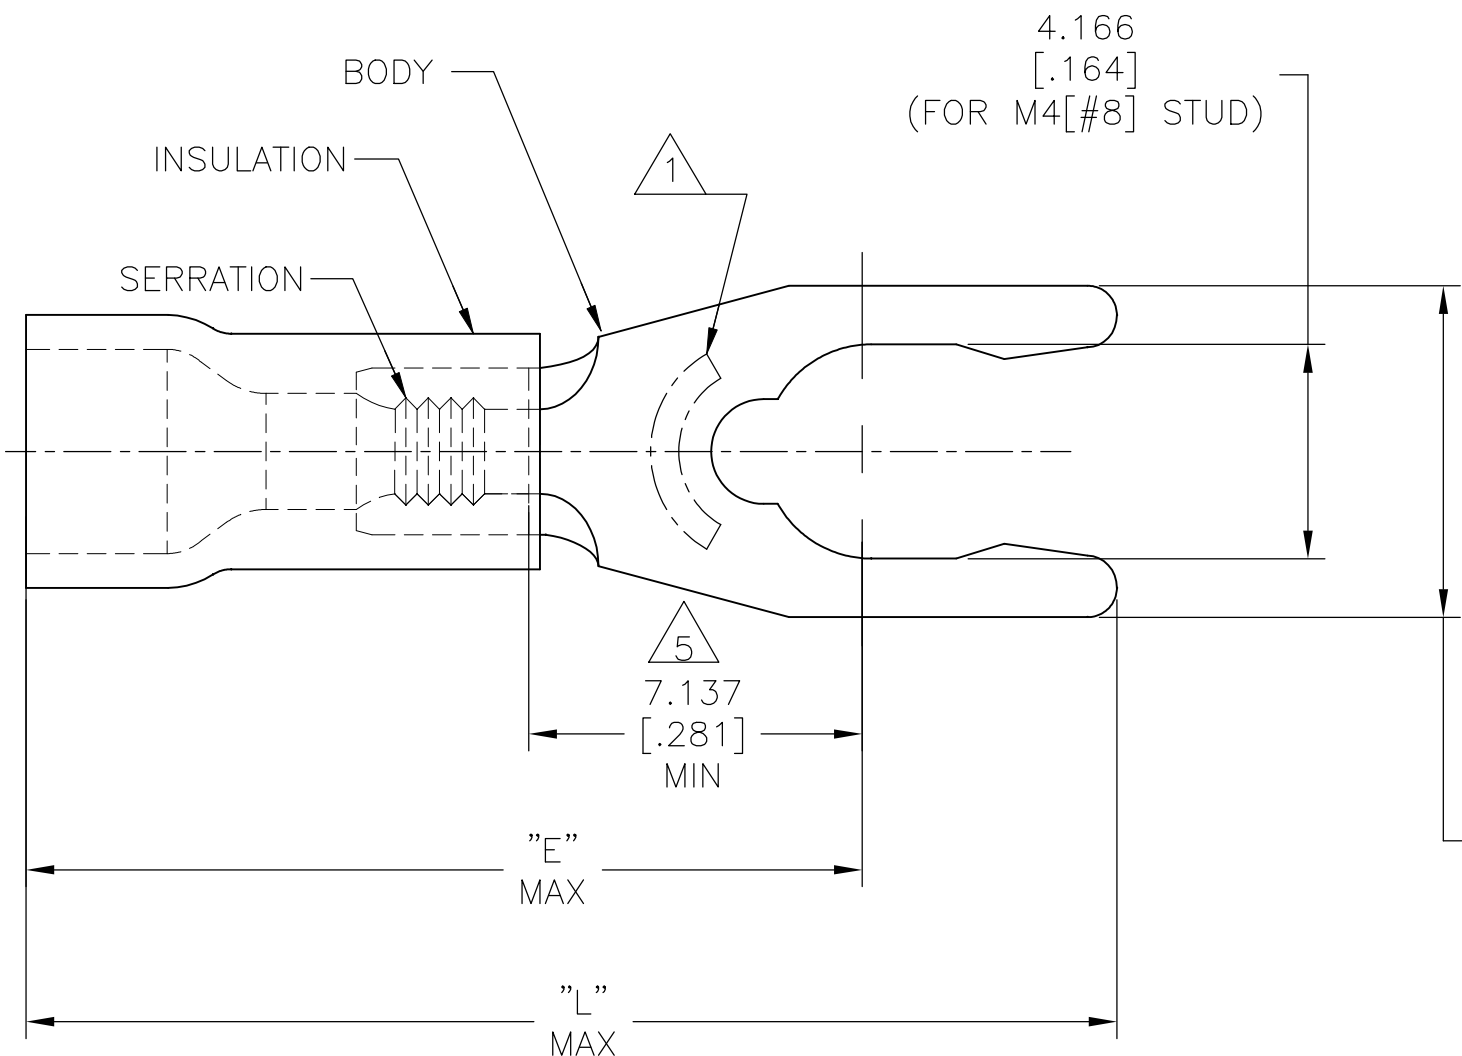 4.166
[.164]
(FOR M4[#8] STUD)
BODY
INSULATION
1
SERRATION
5
7.137
[.281]
MIN
"E"
MAX
"L"
MAX